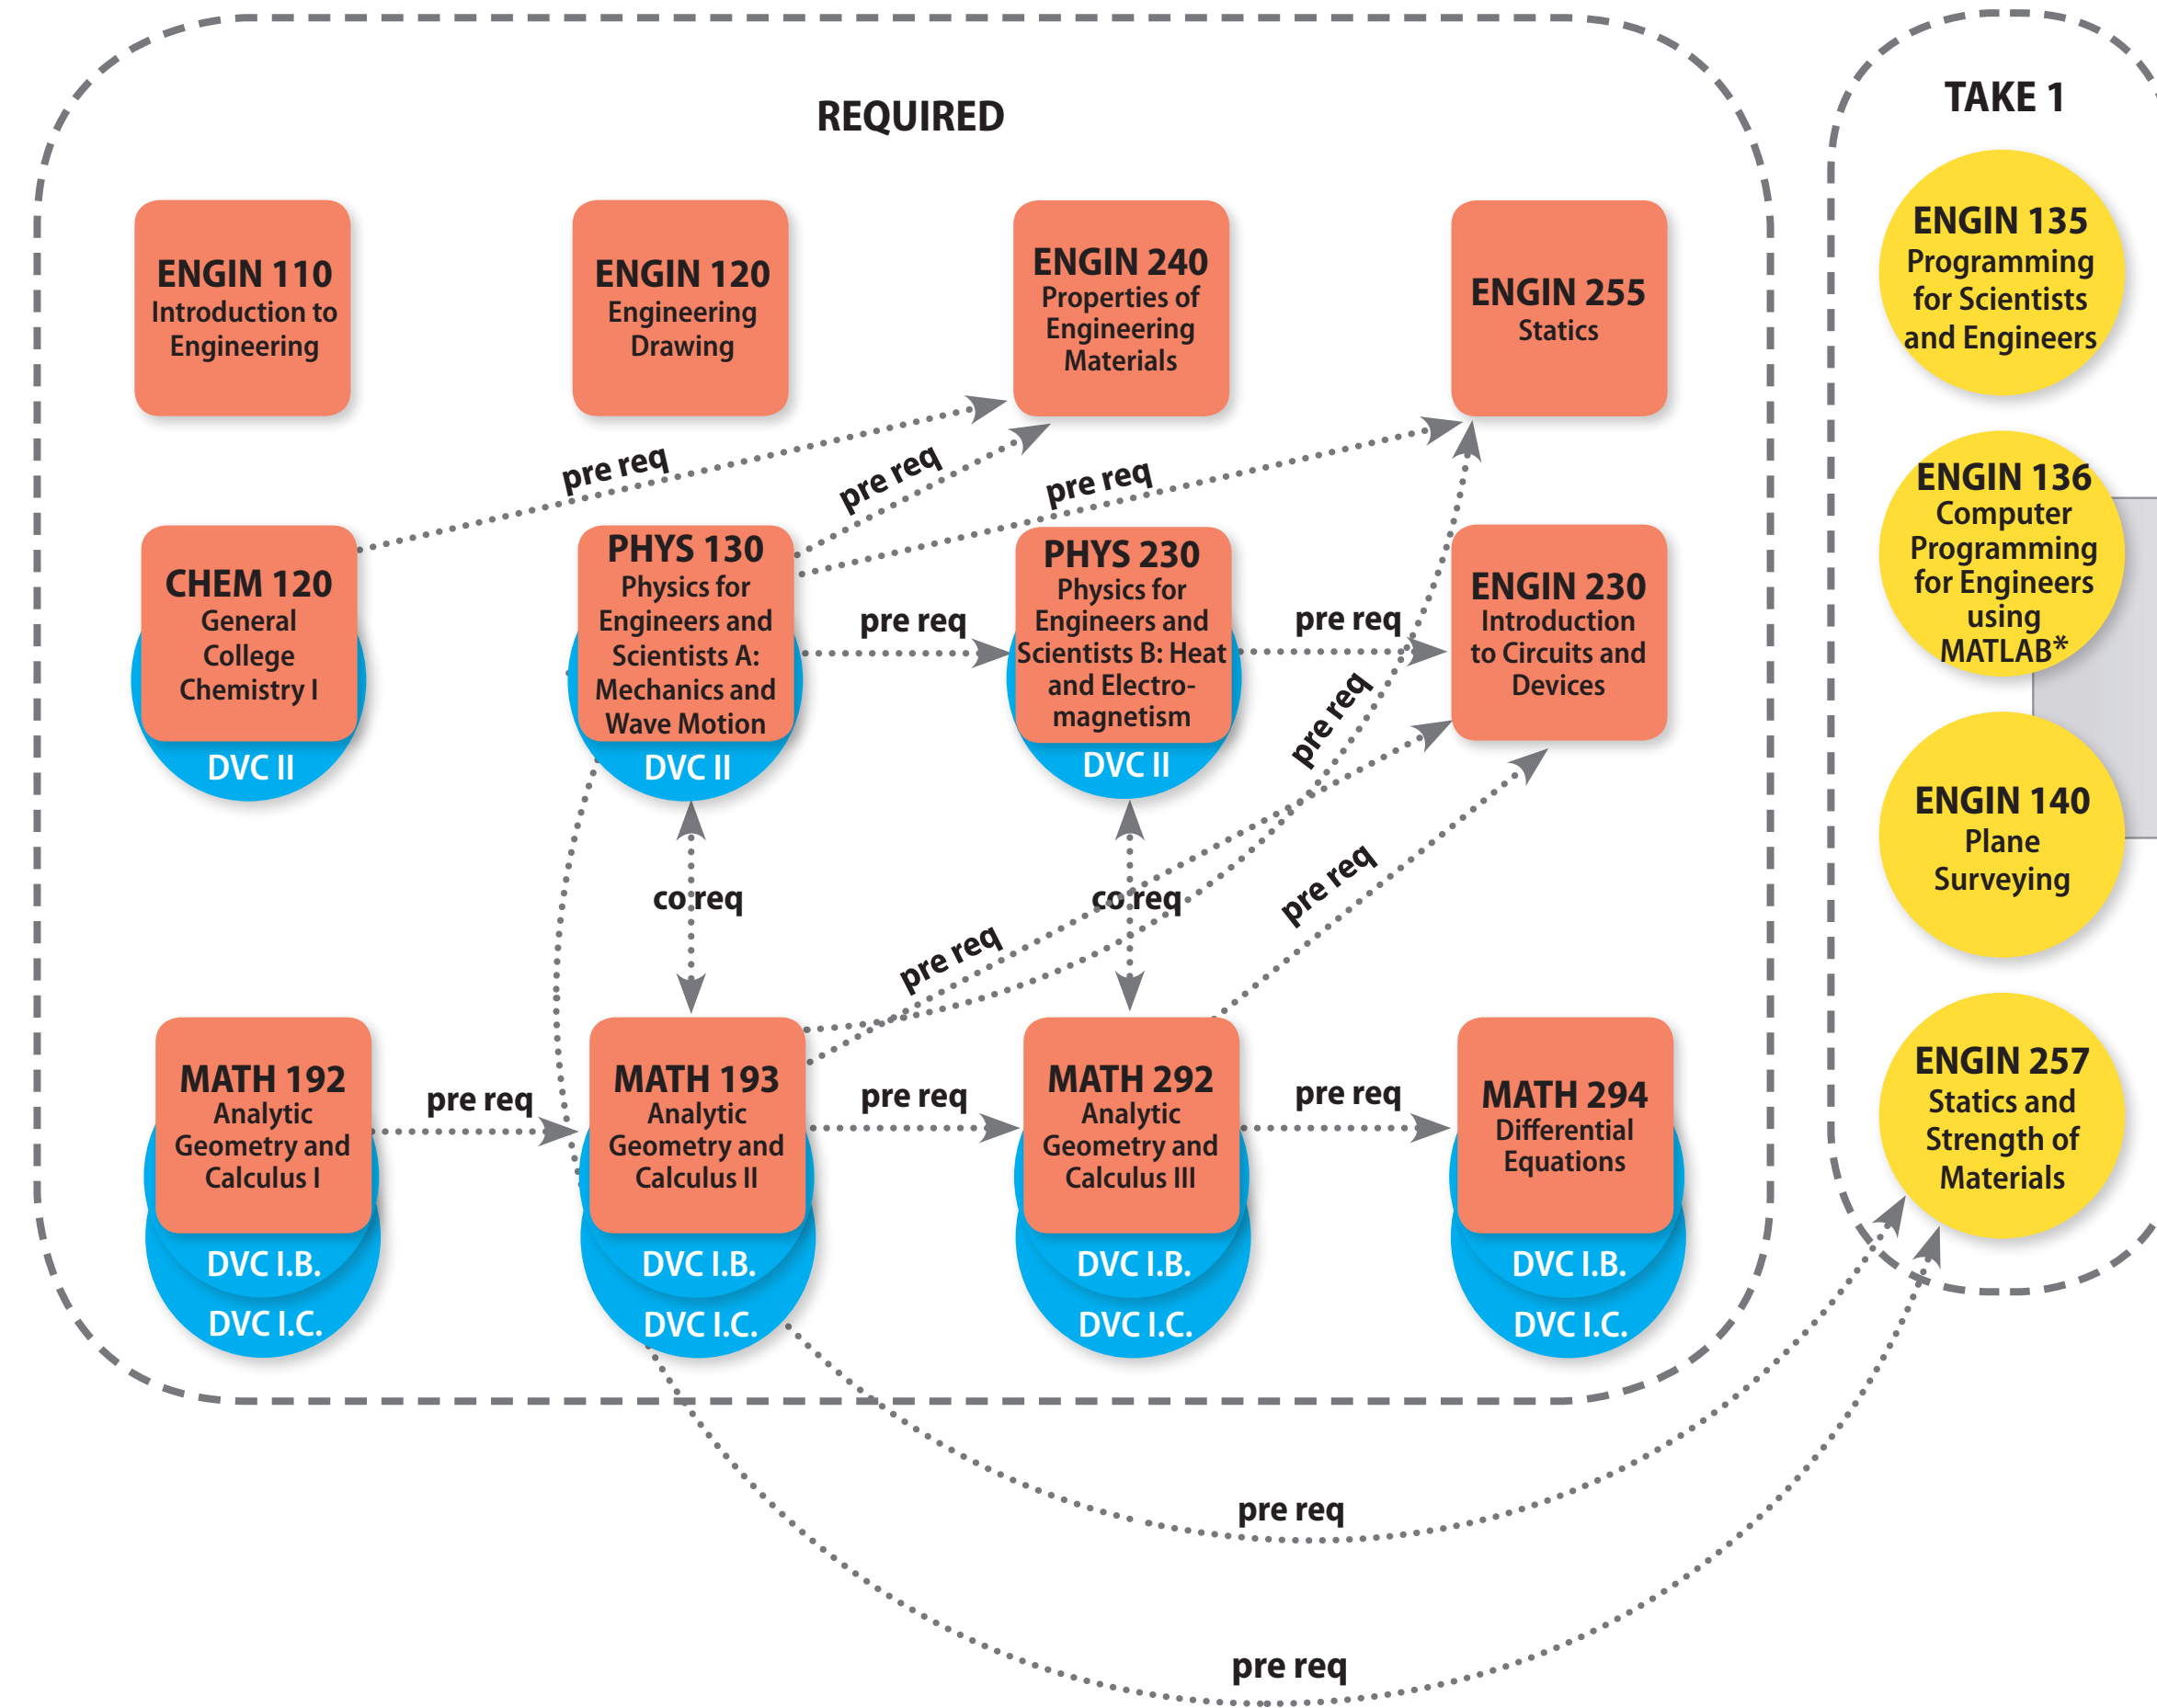 REQUIRED
TAKE 1
ENGIN 110
Introduction to
Engineering
ENGIN 120
Engineering
Drawing
ENGIN 240
Properties of
Engineering
Materials
ENGIN 255
Statics
ENGIN 135
Programming
for Scientists
and Engineers
pre req
pre req
pre req
CHEM 120
General
College
Chemistry I
DVC II
PHYS 130
Physics for
Engineers and
Scientists A:
Mechanics and
Wave Motion
DVC II
pre req
PHYS 230
Physics for
Engineers and
Scientists B: Heat
and Electro-
magnetism
DVC II
pre req
pre req
ENGIN 230
Introduction
to Circuits and
Devices
ENGIN 136
Computer
Programming
for Engineers
using
MATLAB*
co req
co req
pre req
pre req
ENGIN 140
Plane
Surveying
MATH 192
Analytic
Geometry and
Calculus I
DVC I.B.
DVC I.C.
pre req
MATH 193
Analytic
Geometry and
Calculus II
DVC I.B.
DVC I.C.
pre req
MATH 292
Analytic
Geometry and
Calculus III
DVC I.B.
DVC I.C.
pre req
MATH 294
Differential
Equations
DVC I.B.
DVC I.C.
ENGIN 257
Statics and
Strength of
Materials
pre req
pre req